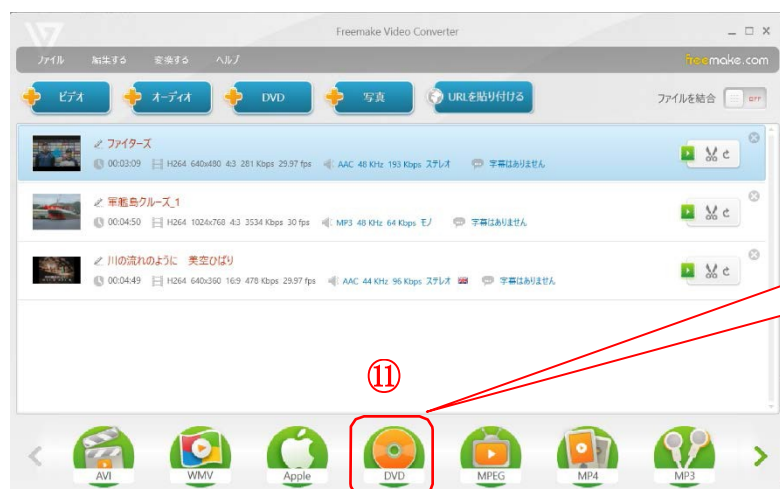 Freemake Video Converter
ファイル 編集する 変換する ヘルプ freemake.com
ビデオ オーディオ DVD 写真 URLを貼り付ける ファイルを結合 OFF
ファイターズ
00:03:09 H264 640x480 4:3 281 Kbps 29.97 fps AAC 48 KHz 193 Kbps ステレオ 字幕はありません
軍艦島クルーズ_1
00:04:50 H264 1024x768 4:3 3534 Kbps 30 fps MP3 48 KHz 64 Kbps モノ 字幕はありません
川の流れのように 美空ひばり
00:04:49 H264 640x360 16:9 478 Kbps 29.97 fps AAC 44 KHz 96 Kbps ステレオ 字幕はありません
⑪
AVI WMV Apple DVD MPEG MP4 MP3